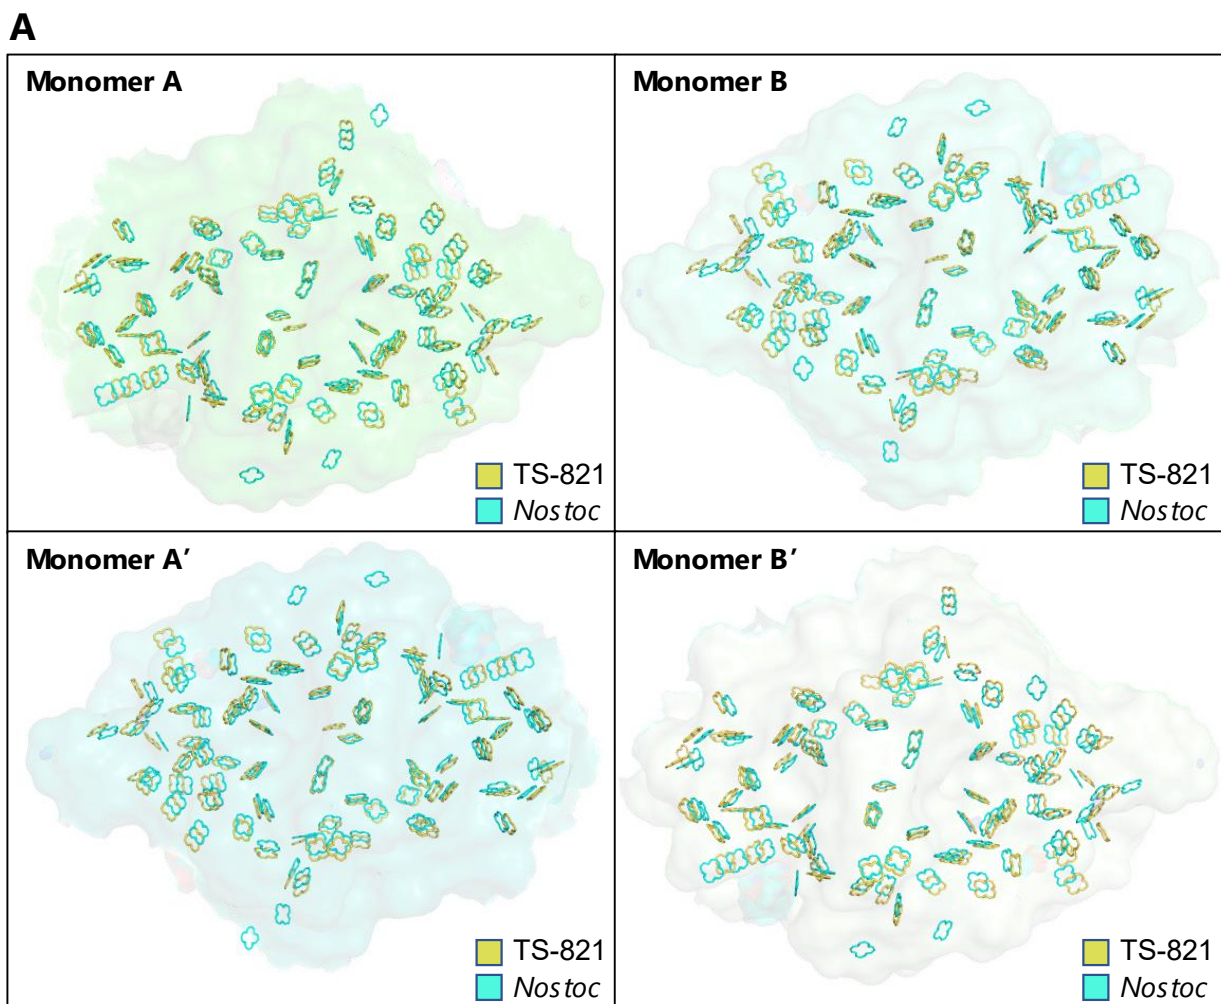 A
Monomer A
Monomer B
TS-821
Nostoc
TS-821
Nostoc
Monomer A′
Monomer B′
TS-821
Nostoc
TS-821
Nostoc